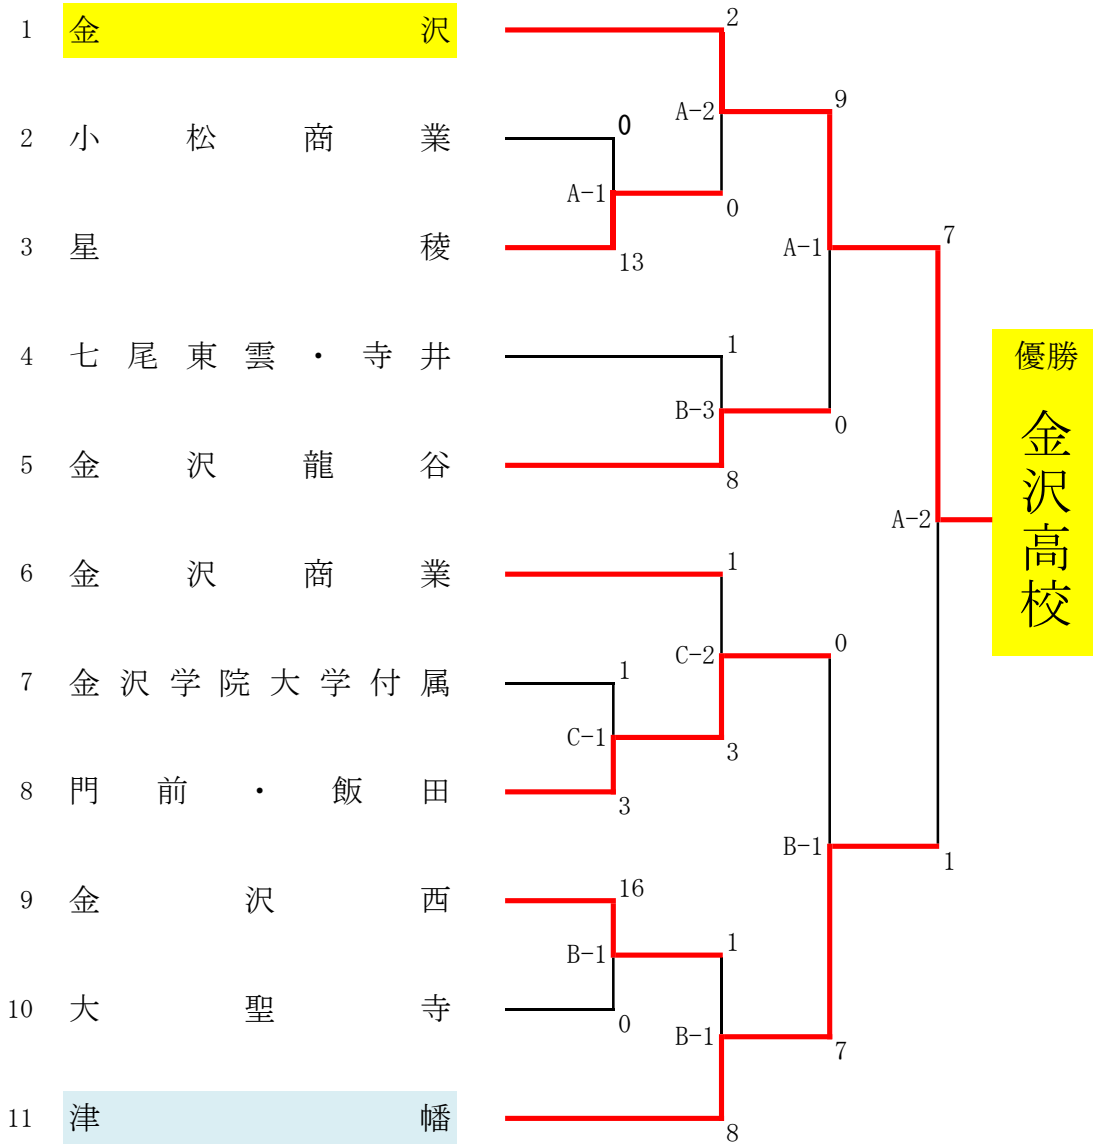 1 金沢
2 小松商業
3 星稜
4 七尾東雲・寺井
5 金沢龍谷
6 金沢商業
7 金沢学院大学付属
8 門前・飯田
9 金沢西
10 大聖寺
11 津幡
0
A-1
13
1
C-1
3
16
B-1
0
2
A-2
0
1
B-3
8
1
C-2
3
1
B-1
8
9
A-1
0
0
B-1
7
7
A-2
1
優勝
金沢高校